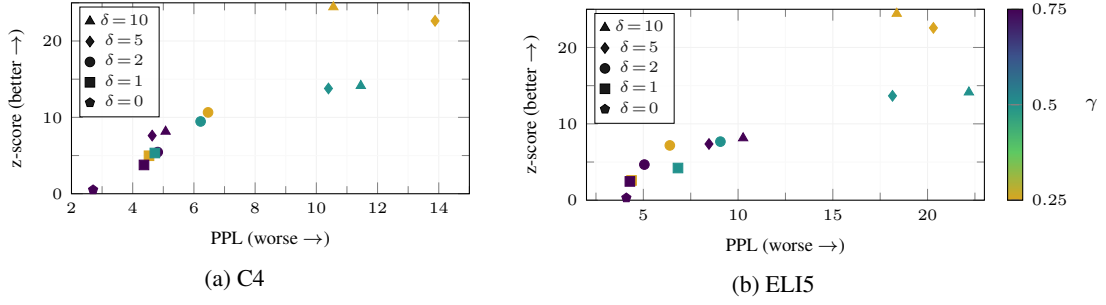 z-score (better →)
20
10
0
δ = 10
δ = 5
δ = 2
δ = 1
δ = 0
2 4 6 8 10 12 14
PPL (worse →)
(a) C4
z-score (better →)
20
10
0
δ = 10
δ = 5
δ = 2
δ = 1
δ = 0
5 10 15 20
PPL (worse →)
(b) ELI5
0.75
0.5
0.25
γ